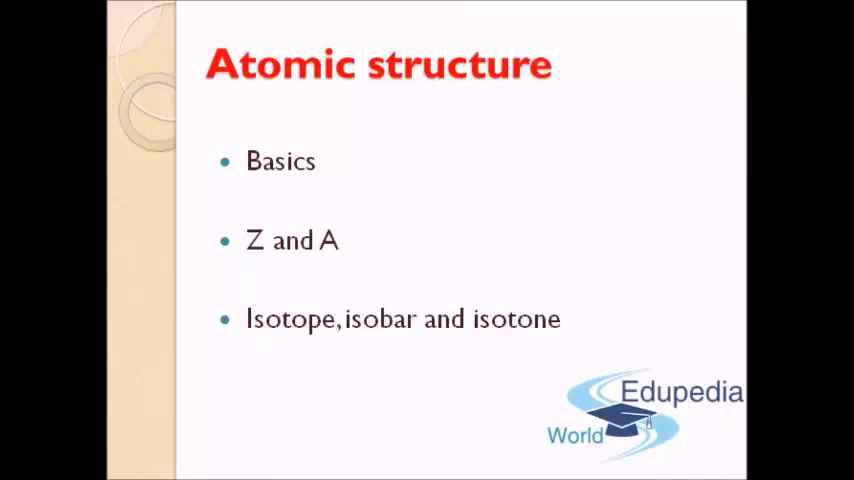 Atomic structure
Basics
Z and A
Isotope, isobar and isotone
Edupedia
World